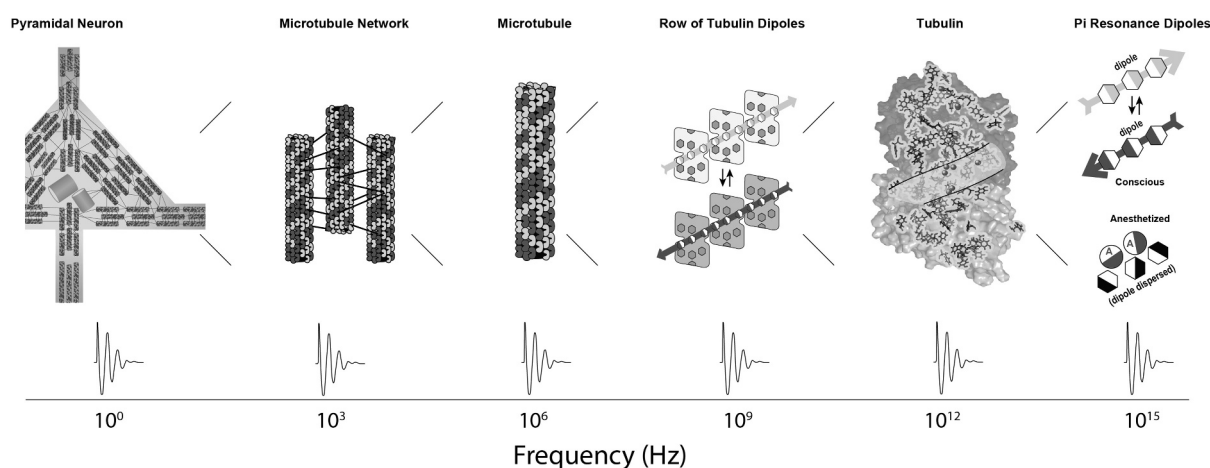 Pyramidal Neuron
Microtubule Network
Microtubule
Row of Tubulin Dipoles
Tubulin
Pi Resonance Dipoles
dipole
dipole
Conscious
Anesthetized
A
A
(dipole dispersed)
10⁰
10³
10⁶
10⁹
10¹²
10¹⁵
Frequency (Hz)